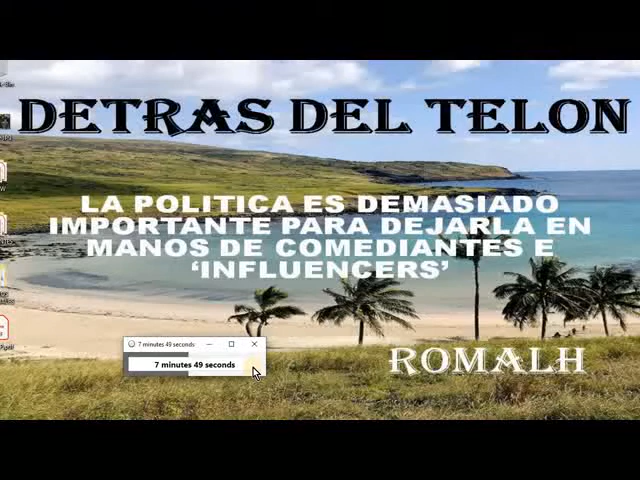 DETRAS DEL TELON
LA POLITICA ES DEMASIADO
IMPORTANTE PARA DEJARLA EN
MANOS DE COMEDIANTES E
‘INFLUENCERS’
7 minutes 49 seconds
7 minutes 49 seconds
ROMALH